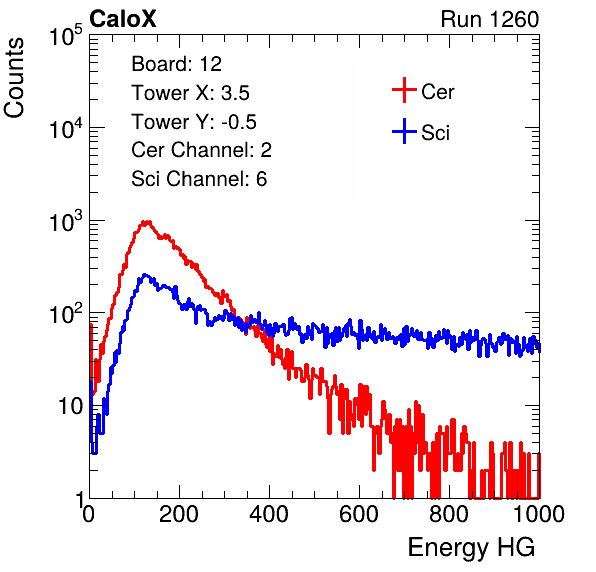 CaloX Run 1260
Counts
10^5
10^4
10^3
10^2
10
1
Board: 12
Tower X: 3.5
Tower Y: -0.5
Cer Channel: 2
Sci Channel: 6
Cer
Sci
0 200 400 600 800 1000
Energy HG